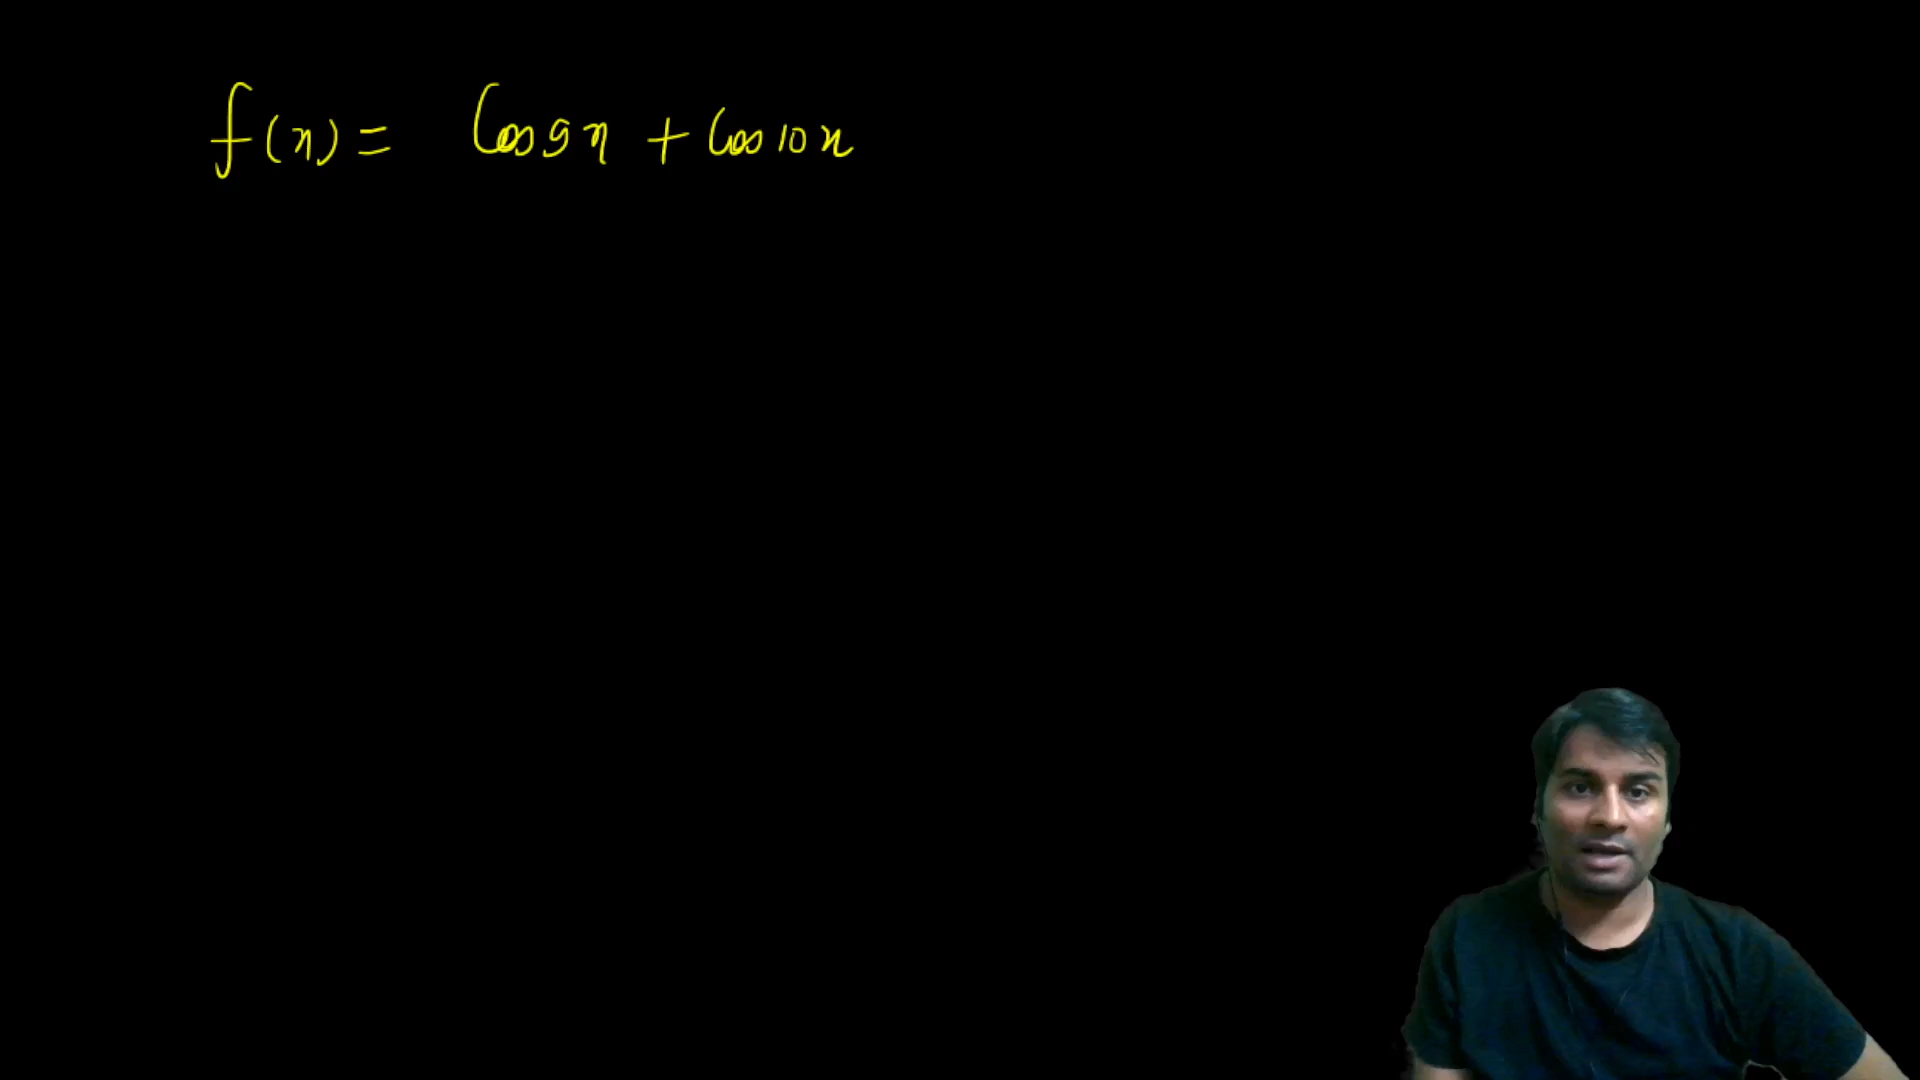 f(x) = Cos 9x + Cos 10x